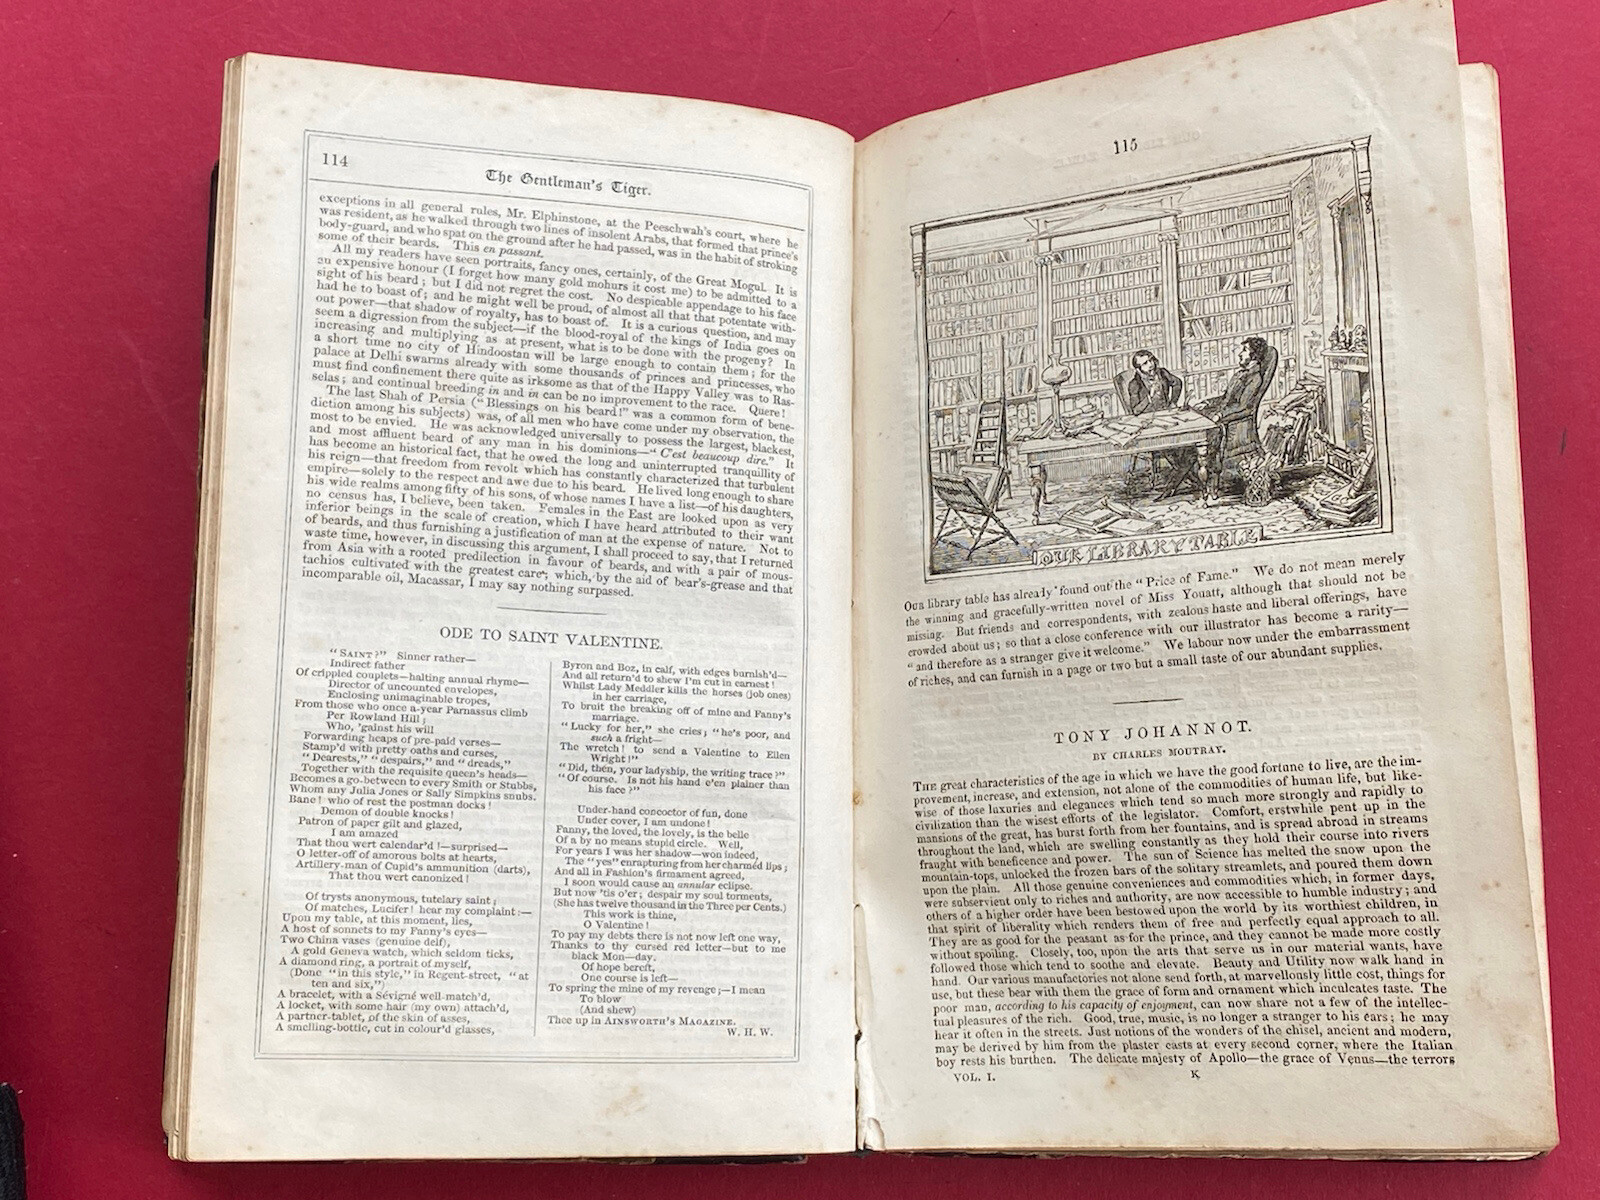 114
The Gentleman's Tiger.
exceptions in all general rules, Mr. Elphinstone, at the Peeschwah's court, where he
was resident, as he walked through two lines of insolent Arabs, that formed that prince's
body-guard, and who spat on the ground after he had passed, was in the habit of stroking
some of their beards. This en passant.
All my readers have seen portraits, fancy ones, certainly, of the Great Mogul. It is
an expensive honour (I forget how many gold mohurs it cost me) to be admitted to a
sight of his beard; but I did not regret the cost. No despicable appendage to his face
had he to boast of; and he might well be proud, of almost all that that potentate with-
out power—that shadow of royalty, has to boast of. It is a curious question, and may
seem a digression from the subject—if the blood-royal of the kings of India goes on
increasing and multiplying as at present, what is to be done with the progeny? In
a short time no city of Hindoostan will be large enough to contain them; for the
palace at Delhi swarms already with some thousands of princes and princesses, who
must find confinement there quite as irksome as that of the Happy Valley was to Ras-
selas; and continual breeding in and in can be no improvement to the race. Quere!
The last Shah of Persia ("Blessings on his beard!" was a common form of bene-
diction among his subjects) was, of all men who have come under my observation, the
most to be envied. He was acknowledged universally to possess the largest, blackest,
and most affluent beard of any man in his dominions—"C'est beaucoup dire." It
has become an historical fact, that he owed the long and uninterrupted tranquillity of
his reign—that freedom from revolt which has constantly characterized that turbulent
empire—solely to the respect and awe due to his beard. He lived long enough to share
his wide realms among fifty of his sons, of whose names I have a list—of his daughters,
no census has, I believe, been taken. Females in the East are looked upon as very
inferior beings in the scale of creation, which I have heard attributed to their want
of beards, and thus furnishing a justification of man at the expense of nature. Not to
waste time, however, in discussing this argument, I shall proceed to say, that I returned
from Asia with a rooted predilection in favour of beards, and with a pair of mous-
tachios cultivated with the greatest care; which, by the aid of bear's-grease and that
incomparable oil, Macassar, I may say nothing surpassed.
ODE TO SAINT VALENTINE.
"SAINT?" Sinner rather—
Indirect father
Of crippled couplets—halting annual rhyme—
Director of uncounted envelopes,
Enclosing unimaginable tropes,
From those who once a-year Parnassus climb
Per Rowland Hill;
Who, 'gainst his will
Forwarding heaps of pre-paid verses—
Stamp'd with pretty oaths and curses,
"Dearests," "despairs," and "dreads,"
Together with the requisite queen's heads—
Becomes a go-between to every Smith or Stubbs,
Whom any Julia Jones or Sally Simpkins snubs.
Bane! who of rest the postman docks!
Demon of double knocks!
Patron of paper gilt and glazed,
I am amazed
That thou wert calendar'd!—surprised—
O letter-off of amorous bolts at hearts,
Artillery-man of Cupid's ammunition (darts),
That thou wert canonized!
Of trysts anonymous, tutelary saint;
Of matches, Lucifer! hear my complaint:—
Upon my table, at this moment, lies,
A host of sonnets to my Fanny's eyes—
Two China vases (genuine delf),
A gold Geneva watch, which seldom ticks,
A diamond ring, a portrait of myself,
(Done "in this style," in Regent-street, "at
ten and six,")
A bracelet, with a Sévigné well-match'd,
A locket, with some hair (my own) attach'd,
A partner-tablet, of the skin of asses,
A smelling-bottle, cut in colour'd glasses,
Byron and Boz, in calf, with edges burnish'd—
And all return'd to shew I'm cut in earnest!
Whilst Lady Meddler kills the horses (job ones)
in her carriage,
To bruit the breaking off of mine and Fanny's
marriage.
"Lucky for her," she cries; "he's poor, and
such a fright—
The wretch! to send a Valentine to Ellen
Wright!"
"Did, then, your ladyship, the writing trace?"
"Of course. Is not his hand e'en plainer than
his face?"
Under-hand concoctor of fun, done
Under cover, I am undone!
Fanny, the loved, the lovely, is the belle
Of a by no means stupid circle. Well,
For years I was her shadow—won indeed,
The "yes" enrapturing from her charmed lips;
And all in Fashion's firmament agreed,
I soon would cause an annular eclipse.
But now 'tis o'er; despair my soul torments,
(She has twelve thousand in the Three per Cents.)
This work is thine,
O Valentine!
To pay my debts there is not now left one way,
Thanks to thy cursed red letter—but to me
black Mon—day.
Of hope bereft,
One course is left—
To spring the mine of my revenge;—I mean
To blow
(And shew)
Thee up in AINSWORTH'S MAGAZINE.
W. H. W.
115
OUR LIBRARY TABLE
OUR library table has already found out the "Price of Fame." We do not mean merely
the winning and gracefully-written novel of Miss Youatt, although that should not be
missing. But friends and correspondents, with zealous haste and liberal offerings, have
crowded about us; so that a close conference with our illustrator has become a rarity—
"and therefore as a stranger give it welcome." We labour now under the embarrassment
of riches, and can furnish in a page or two but a small taste of our abundant supplies.
TONY JOHANNOT.
BY CHARLES MOUTRAY.
THE great characteristics of the age in which we have the good fortune to live, are the im-
provement, increase, and extension, not alone of the commodities of human life, but like-
wise of those luxuries and elegances which tend so much more strongly and rapidly to
civilization than the wisest efforts of the legislator. Comfort, erstwhile pent up in the
mansions of the great, has burst forth from her fountains, and is spread abroad in streams
throughout the land, which are swelling constantly as they hold their course into rivers
fraught with beneficence and power. The sun of Science has melted the snow upon the
mountain-tops, unlocked the frozen bars of the solitary streamlets, and poured them down
upon the plain. All those genuine conveniences and commodities which, in former days,
were subservient only to riches and authority, are now accessible to humble industry; and
others of a higher order have been bestowed upon the world by its worthiest children, in
that spirit of liberality which renders them of free and perfectly equal approach to all.
They are as good for the peasant as for the prince, and they cannot be made more costly
without spoiling. Closely, too, upon the arts that serve us in our material wants, have
followed those which tend to soothe and elevate. Beauty and Utility now walk hand in
hand. Our various manufactories not alone send forth, at marvellously little cost, things for
use, but these bear with them the grace of form and ornament which inculcates taste. The
poor man, according to his capacity of enjoyment, can now share not a few of the intellec-
tual pleasures of the rich. Good, true, music, is no longer a stranger to his ears; he may
hear it often in the streets. Just notions of the wonders of the chisel, ancient and modern,
may be derived by him from the plaster casts at every second corner, where the Italian
boy rests his burthen. The delicate majesty of Apollo—the grace of Venus—the terrors
VOL. I.
K